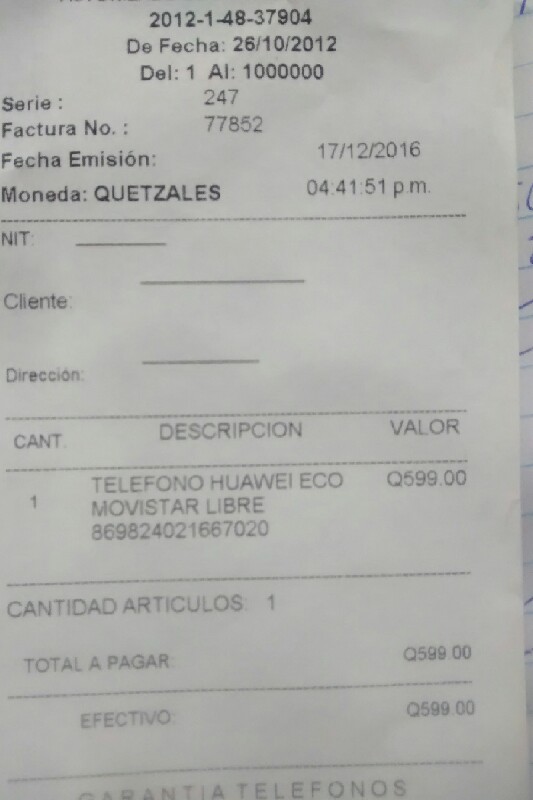 2012-1-48-37904
De Fecha: 26/10/2012
Del: 1 Al: 1000000
Serie : 247
Factura No. : 77852
Fecha Emisión: 17/12/2016
Moneda: QUETZALES 04:41:51 p.m.
NIT:
Cliente:
Dirección:
CANT. DESCRIPCION VALOR
1 TELEFONO HUAWEI ECO Q599.00
MOVISTAR LIBRE
869824021667020
CANTIDAD ARTICULOS: 1
TOTAL A PAGAR: Q599.00
EFECTIVO: Q599.00
GARANTIA TELEFONOS